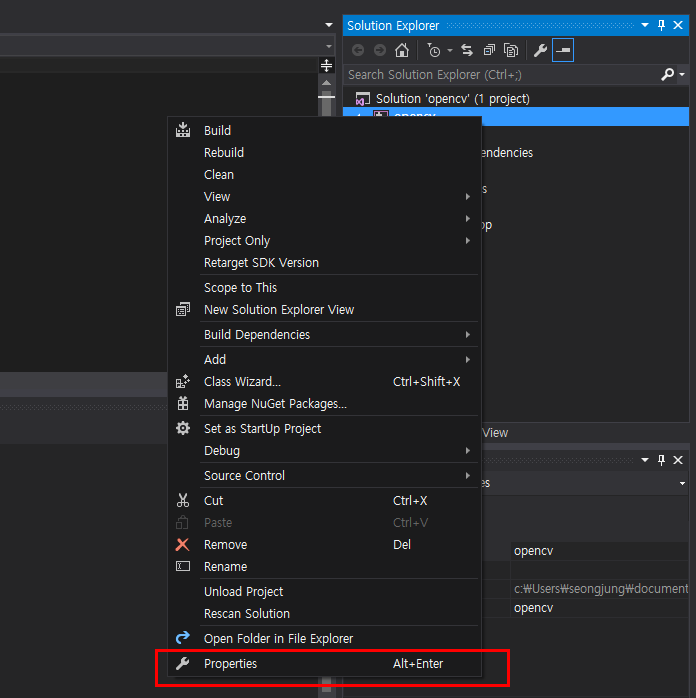 Solution Explorer
Search Solution Explorer (Ctrl+;)
Solution 'opencv' (1 project)
opencv
endencies
s
pp
Build
Rebuild
Clean
View
Analyze
Project Only
Retarget SDK Version
Scope to This
New Solution Explorer View
Build Dependencies
Add
Class Wizard... Ctrl+Shift+X
Manage NuGet Packages...
Set as StartUp Project
Debug
Source Control
Cut Ctrl+X
Paste Ctrl+V
Remove Del
Rename
Unload Project
Rescan Solution
Open Folder in File Explorer
Properties Alt+Enter
View
es
opencv
c:₩Users₩seongjung₩document
opencv